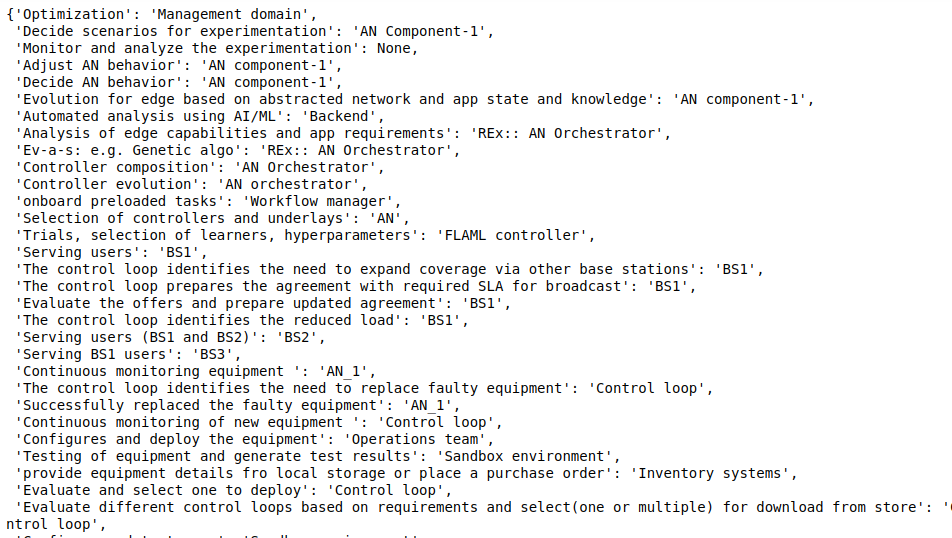 {'Optimization': 'Management domain',
'Decide scenarios for experimentation': 'AN Component-1',
'Monitor and analyze the experimentation': None,
'Adjust AN behavior': 'AN component-1',
'Decide AN behavior': 'AN component-1',
'Evolution for edge based on abstracted network and app state and knowledge': 'AN component-1',
'Automated analysis using AI/ML': 'Backend',
'Analysis of edge capabilities and app requirements': 'REx:: AN Orchestrator',
'Ev-a-s: e.g. Genetic algo': 'REx:: AN Orchestrator',
'Controller composition': 'AN Orchestrator',
'Controller evolution': 'AN orchestrator',
'onboard preloaded tasks': 'Workflow manager',
'Selection of controllers and underlays': 'AN',
'Trials, selection of learners, hyperparameters': 'FLAML controller',
'Serving users': 'BS1',
'The control loop identifies the need to expand coverage via other base stations': 'BS1',
'The control loop prepares the agreement with required SLA for broadcast': 'BS1',
'Evaluate the offers and prepare updated agreement': 'BS1',
'The control loop identifies the reduced load': 'BS1',
'Serving users (BS1 and BS2)': 'BS2',
'Serving BS1 users': 'BS3',
'Continuous monitoring equipment ': 'AN_1',
'The control loop identifies the need to replace faulty equipment': 'Control loop',
'Successfully replaced the faulty equipment': 'AN_1',
'Continuous monitoring of new equipment ': 'Control loop',
'Configures and deploy the equipment': 'Operations team',
'Testing of equipment and generate test results': 'Sandbox environment',
'provide equipment details fro local storage or place a purchase order': 'Inventory systems',
'Evaluate and select one to deploy': 'Control loop',
'Evaluate different control loops based on requirements and select(one or multiple) for download from store': '
ntrol loop',